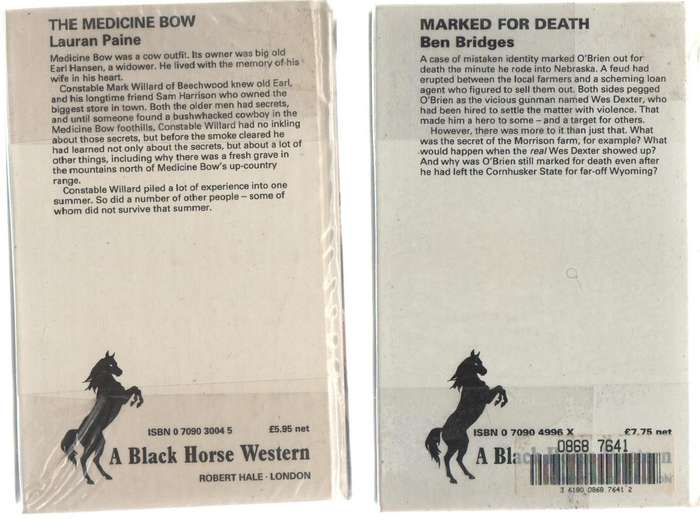 THE MEDICINE BOW
Lauran Paine
Medicine Bow was a cow outfit. Its owner was big old
Earl Hansen, a widower. He lived with the memory of his
wife in his heart.
Constable Mark Willard of Beechwood knew old Earl,
and his longtime friend Sam Harrison who owned the
biggest store in town. Both the older men had secrets,
and until someone found a bushwhacked cowboy in the
Medicine Bow foothills, Constable Willard had no inkling
about those secrets, but before the smoke cleared he
had learned not only about the secrets, but about a lot of
other things, including why there was a fresh grave in
the mountains north of Medicine Bow's up-country
range.
Constable Willard piled a lot of experience into one
summer. So did a number of other people – some of
whom did not survive that summer.
ISBN 0 7090 3004 5 £5.95 net
A Black Horse Western
ROBERT HALE · LONDON
MARKED FOR DEATH
Ben Bridges
A case of mistaken identity marked O'Brien out for
death the minute he rode into Nebraska. A feud had
erupted between the local farmers and a scheming loan
agent who figured to sell them out. Both sides pegged
O'Brien as the vicious gunman named Wes Dexter, who
had been hired to settle the matter with violence. That
made him a hero to some – and a target for others.
However, there was more to it than just that. What
was the secret of the Morrison farm, for example? What
would happen when the real Wes Dexter showed up?
And why was O'Brien still marked for death even after
he had left the Cornhusker State for far-off Wyoming?
ISBN 0 7090 4996 X £7.75 net
A Black Horse Western
0868 7641
3 6180 0868 7641 2